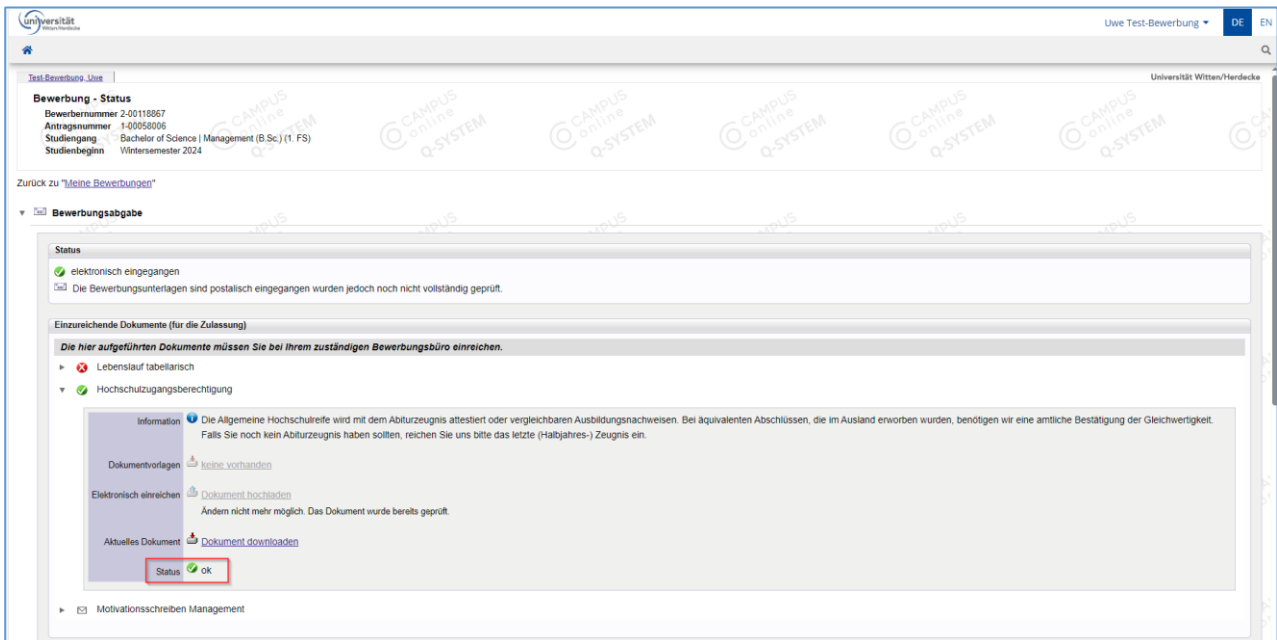 universität
Witten/Herdecke
Uwe Test-Bewerbung
DE EN
Test-Bewerbung, Uwe
Universität Witten/Herdecke
Bewerbung - Status
Bewerbernummer 2-00118867
Antragsnummer 1-00058006
Studiengang Bachelor of Science | Management (B.Sc.) (1. FS)
Studienbeginn Wintersemester 2024
CAMPUS online Q-SYSTEM
Zurück zu "Meine Bewerbungen"
Bewerbungsabgabe
Status
elektronisch eingegangen
Die Bewerbungsunterlagen sind postalisch eingegangen wurden jedoch noch nicht vollständig geprüft.
Einzureichende Dokumente (für die Zulassung)
Die hier aufgeführten Dokumente müssen Sie bei Ihrem zuständigen Bewerbungsbüro einreichen.
Lebenslauf tabellarisch
Hochschulzugangsberechtigung
Information Die Allgemeine Hochschulreife wird mit dem Abiturzeugnis attestiert oder vergleichbaren Ausbildungsnachweisen. Bei äquivalenten Abschlüssen, die im Ausland erworben wurden, benötigen wir eine amtliche Bestätigung der Gleichwertigkeit.
Falls Sie noch kein Abiturzeugnis haben sollten, reichen Sie uns bitte das letzte (Halbjahres-) Zeugnis ein.
Dokumentvorlagen keine vorhanden
Elektronisch einreichen Dokument hochladen
Ändern nicht mehr möglich. Das Dokument wurde bereits geprüft.
Aktuelles Dokument Dokument downloaden
Status ok
Motivationsschreiben Management